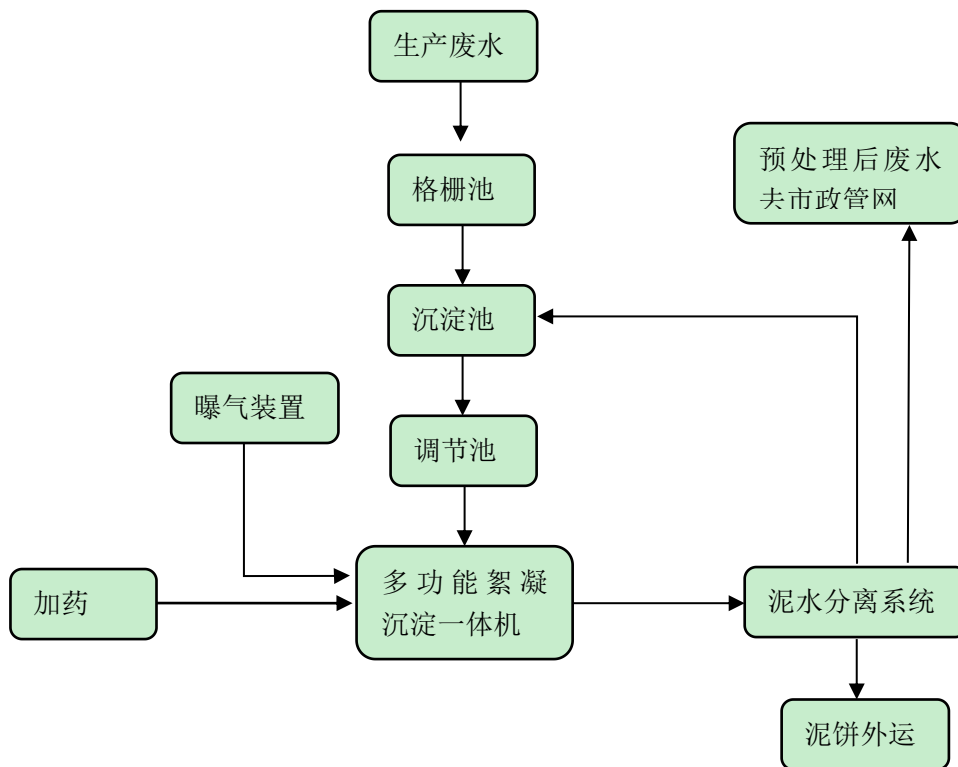 生产废水
预处理后废水
去市政管网
格栅池
沉淀池
曝气装置
调节池
多功能絮凝
沉淀一体机
加药
泥水分离系统
泥饼外运